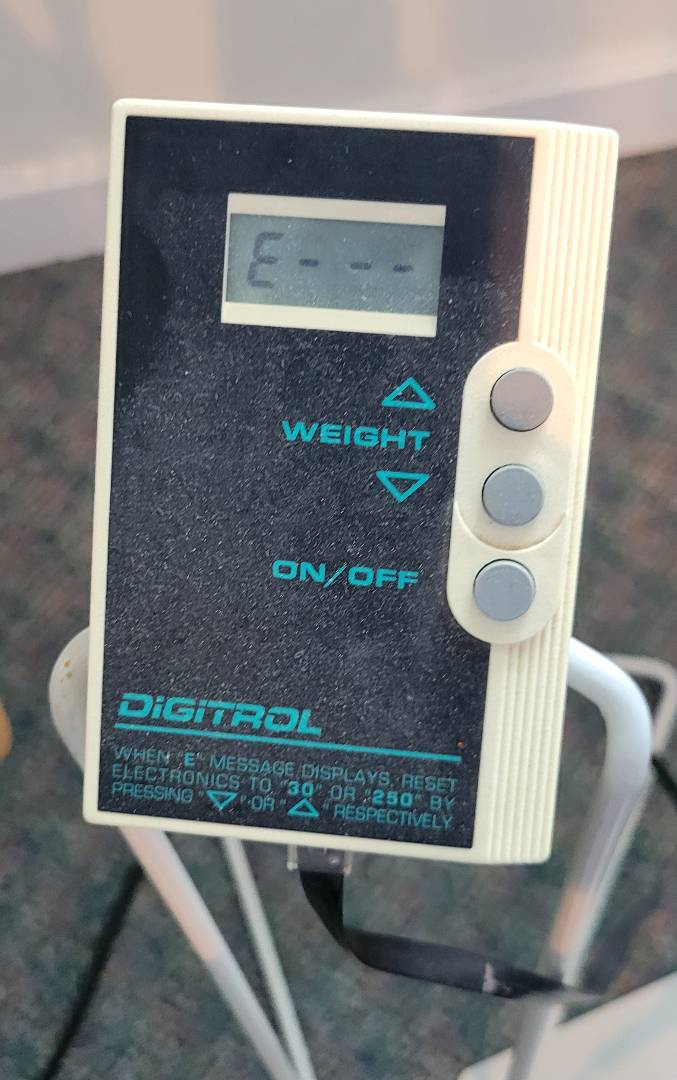 E---
△
WEIGHT
▽
ON/OFF
DiGiTROL
WHEN "E" MESSAGE DISPLAYS, RESET
ELECTRONICS TO "30" OR "250" BY
PRESSING "▽" OR "△" RESPECTIVELY